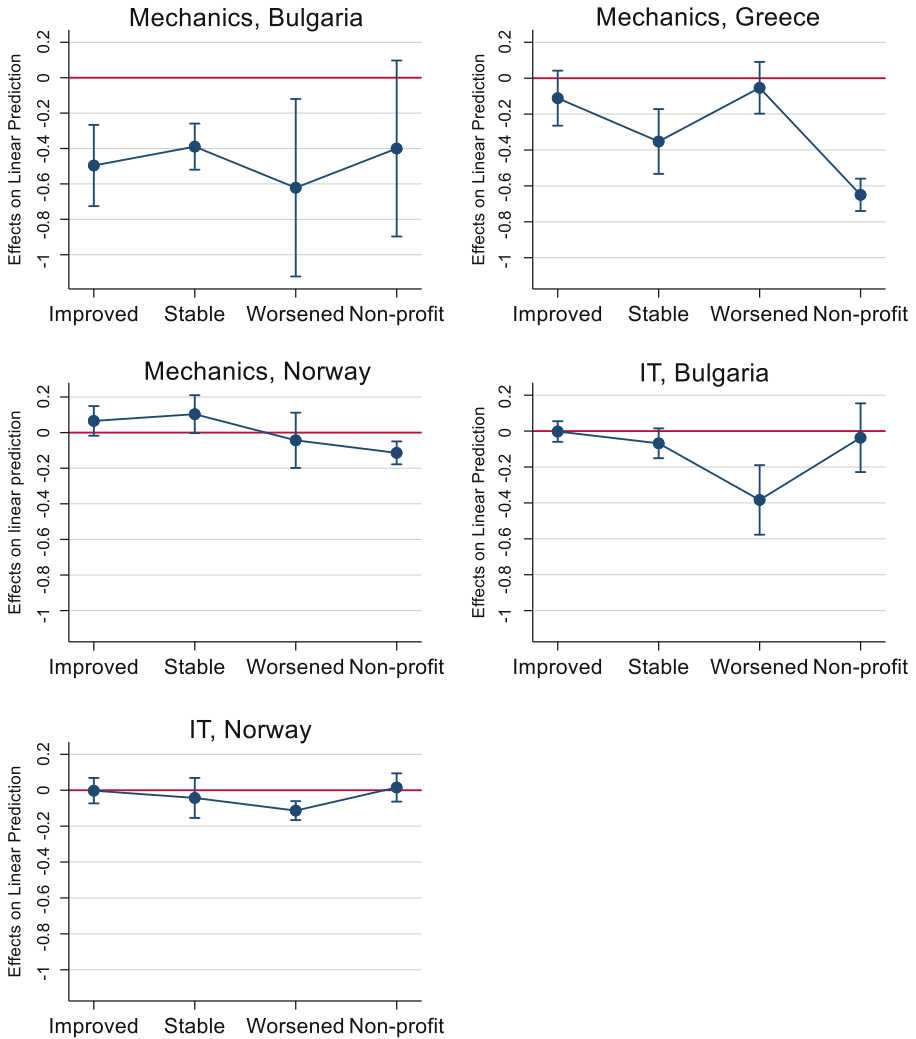 Mechanics, Bulgaria
Effects on Linear Prediction
0.2
0
-0.2
-0.4
-0.6
-0.8
-1
Improved Stable Worsened Non-profit
Mechanics, Greece
Effects on Linear Prediction
0.2
0
-0.2
-0.4
-0.6
-0.8
-1
Improved Stable Worsened Non-profit
Mechanics, Norway
Effects on linear prediction
0.2
0
-0.2
-0.4
-0.6
-0.8
-1
Improved Stable Worsened Non-profit
IT, Bulgaria
Effects on Linear Prediction
0.2
0
-0.2
-0.4
-0.6
-0.8
-1
Improved Stable Worsened Non-profit
IT, Norway
Effects on Linear Prediction
0.2
0
-0.2
-0.4
-0.6
-0.8
-1
Improved Stable Worsened Non-profit